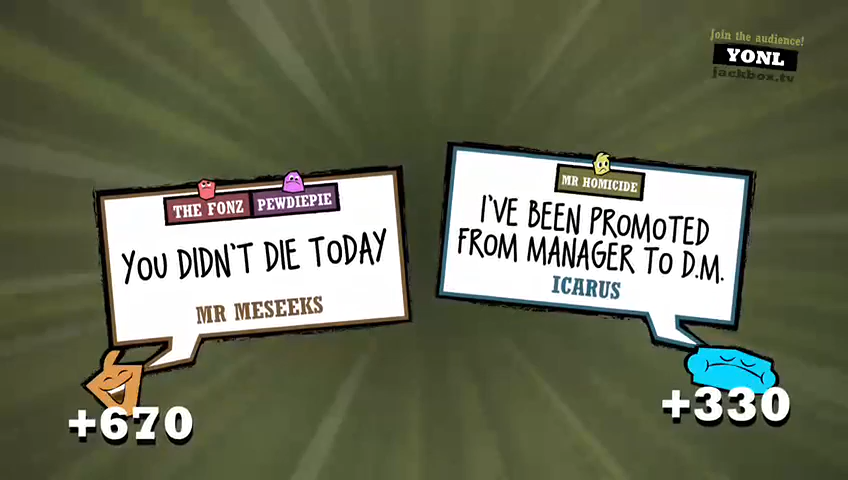 Join the audience!
YONL
jackbox.tv
THE FONZ PEWDIEPIE
YOU DIDN'T DIE TODAY
MR MESEEKS
+670
MR HOMICIDE
I'VE BEEN PROMOTED
FROM MANAGER TO D.M.
ICARUS
+330